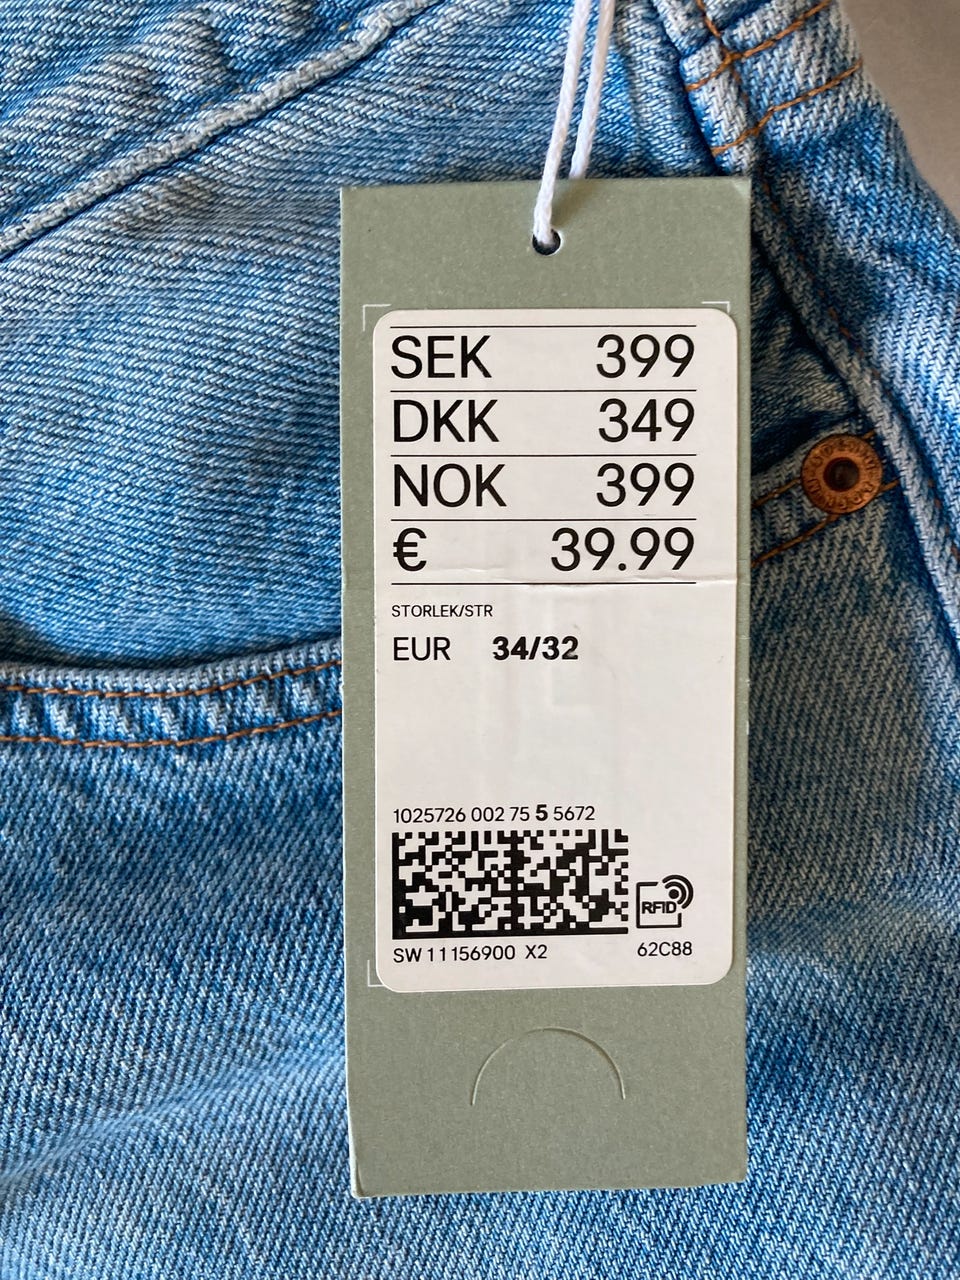 SEK 399
DKK 349
NOK 399
€ 39.99
STORLEK/STR
EUR 34/32
1025726 002 75 5 5672
RFID
SW 11156900 X2 62C88